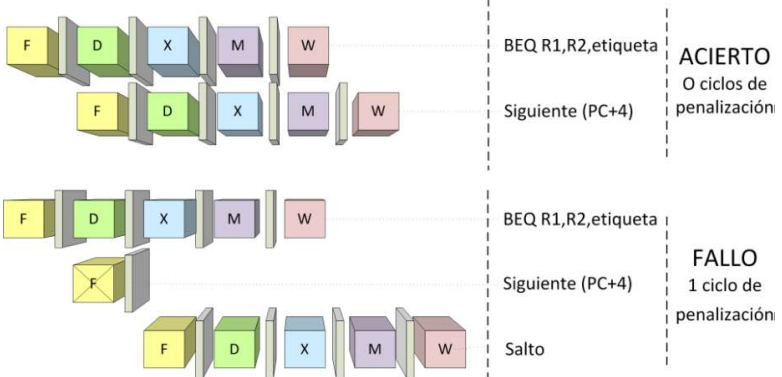 F D X M W BEQ R1,R2,etiqueta
ACIERTO
O ciclos de
F D X M W Siguiente (PC+4) penalización
F D X M W BEQ R1,R2,etiqueta
FALLO
F Siguiente (PC+4) 1 ciclo de
penalización
F D X M W Salto